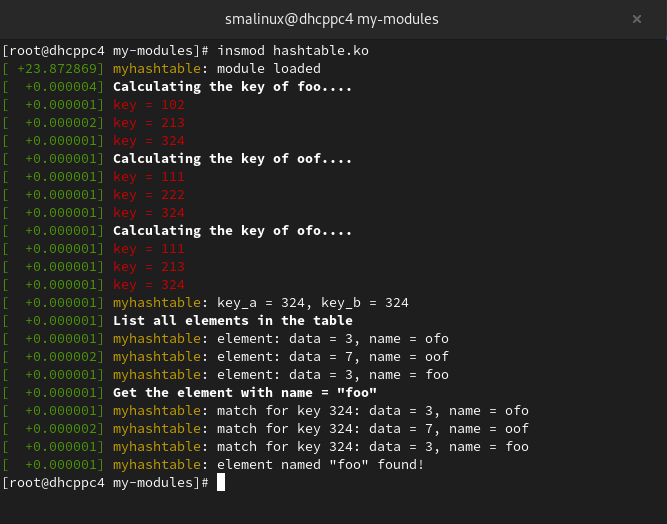 smalinux@dhcppc4 my-modules ×
[root@dhcppc4 my-modules]# insmod hashtable.ko
[ +23.872869] myhashtable: module loaded
[  +0.000004] Calculating the key of foo....
[  +0.000001] key = 102
[  +0.000002] key = 213
[  +0.000001] key = 324
[  +0.000001] Calculating the key of oof....
[  +0.000001] key = 111
[  +0.000001] key = 222
[  +0.000001] key = 324
[  +0.000001] Calculating the key of ofo....
[  +0.000001] key = 111
[  +0.000001] key = 213
[  +0.000001] key = 324
[  +0.000001] myhashtable: key_a = 324, key_b = 324
[  +0.000001] List all elements in the table
[  +0.000001] myhashtable: element: data = 3, name = ofo
[  +0.000002] myhashtable: element: data = 7, name = oof
[  +0.000001] myhashtable: element: data = 3, name = foo
[  +0.000001] Get the element with name = "foo"
[  +0.000001] myhashtable: match for key 324: data = 3, name = ofo
[  +0.000002] myhashtable: match for key 324: data = 7, name = oof
[  +0.000001] myhashtable: match for key 324: data = 3, name = foo
[  +0.000001] myhashtable: element named "foo" found!
[root@dhcppc4 my-modules]#